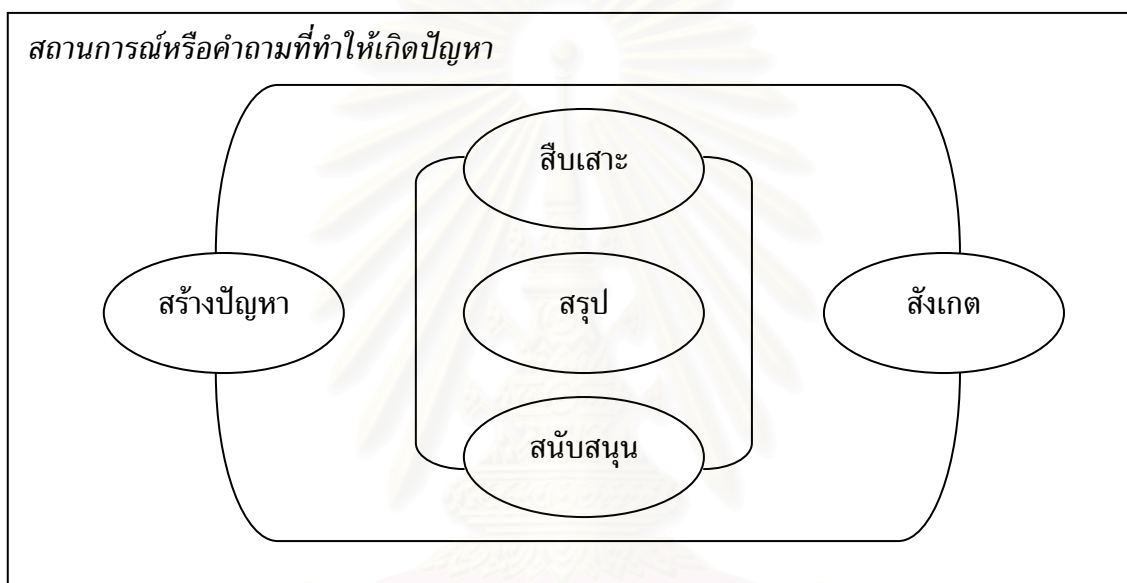 สถานการณ์หรือคำถามที่ทำให้เกิดปัญหา
สืบเสาะ
สร้างปัญหา
สรุป
สังเกต
สนับสนุน